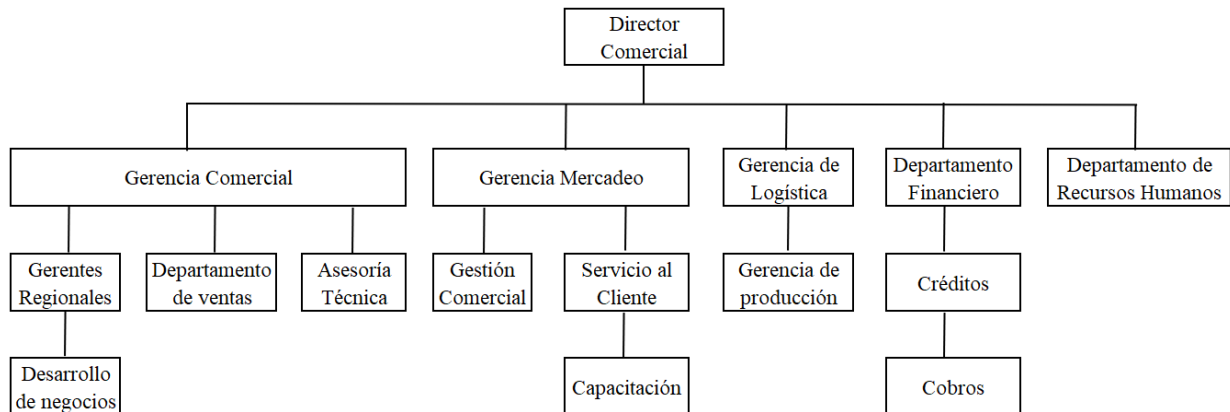 Director
Comercial
Gerencia Comercial
Gerencia Mercadeo
Gerencia de
Logística
Departamento
Financiero
Departamento de
Recursos Humanos
Gerentes
Regionales
Departamento
de ventas
Asesoría
Técnica
Gestión
Comercial
Servicio al
Cliente
Gerencia de
producción
Créditos
Desarrollo
de negocios
Capacitación
Cobros